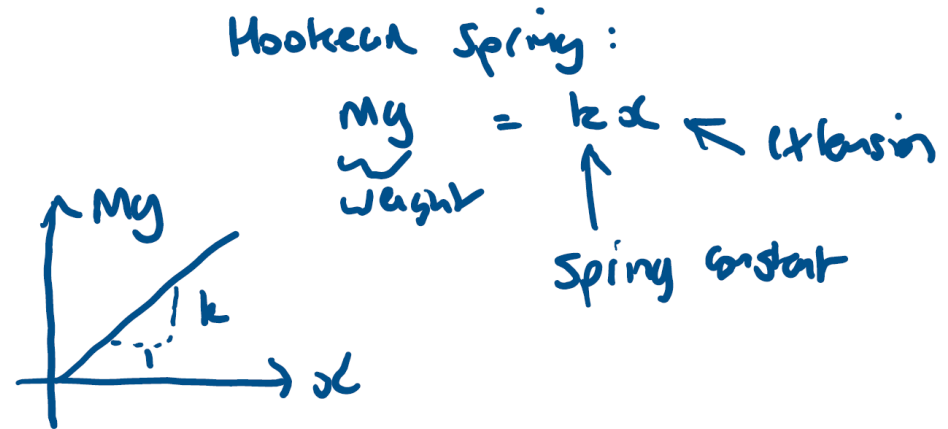 Hookean Spring:
Mg = kx extension
weight
Spring constant
Mg
k
1
x